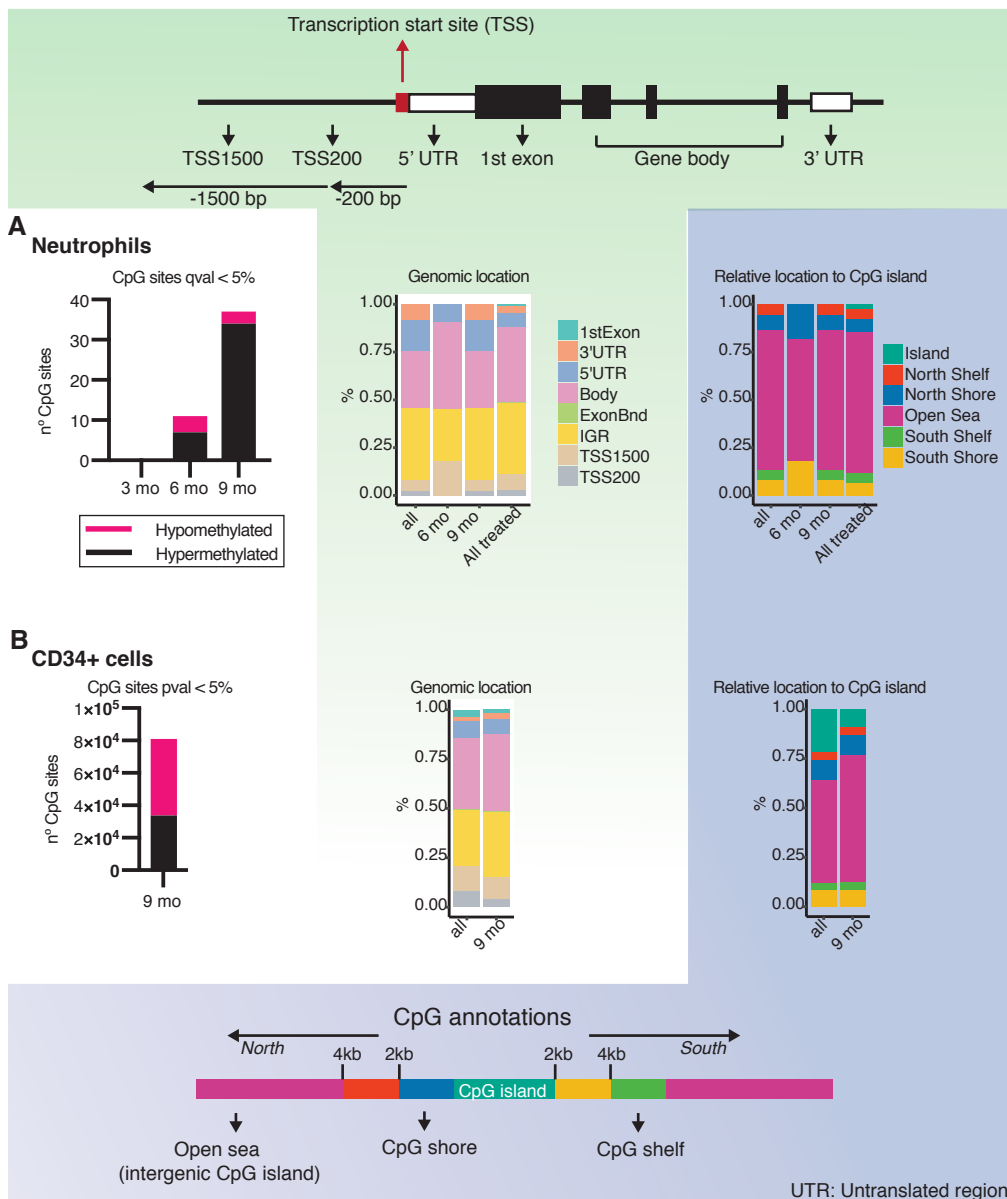 Transcription start site (TSS)
TSS1500
TSS200
5' UTR
1st exon
Gene body
3' UTR
-1500 bp
-200 bp
A
Neutrophils
CpG sites qval < 5%
nº CpG sites
40
30
20
10
0
3 mo
6 mo
9 mo
Hypomethylated
Hypermethylated
Genomic location
%
1.00
0.75
0.50
0.25
0.00
all
6 mo
9 mo
All treated
1stExon
3'UTR
5'UTR
Body
ExonBnd
IGR
TSS1500
TSS200
Relative location to CpG island
%
1.00
0.75
0.50
0.25
0.00
all
6 mo
9 mo
All treated
Island
North Shelf
North Shore
Open Sea
South Shelf
South Shore
B
CD34+ cells
CpG sites pval < 5%
nº CpG sites
1×10⁵
8×10⁴
6×10⁴
4×10⁴
2×10⁴
0
9 mo
Genomic location
%
1.00
0.75
0.50
0.25
0.00
all
9 mo
Relative location to CpG island
%
1.00
0.75
0.50
0.25
0.00
all
9 mo
CpG annotations
North
South
4kb
2kb
2kb
4kb
CpG island
Open sea
(intergenic CpG island)
CpG shore
CpG shelf
UTR: Untranslated region